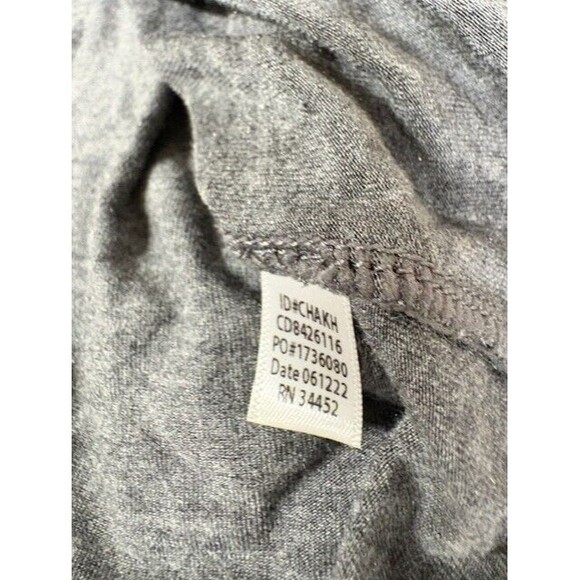 ID#CHAKH
CD8426116
PO#1736080
Date 061222
RN 34452